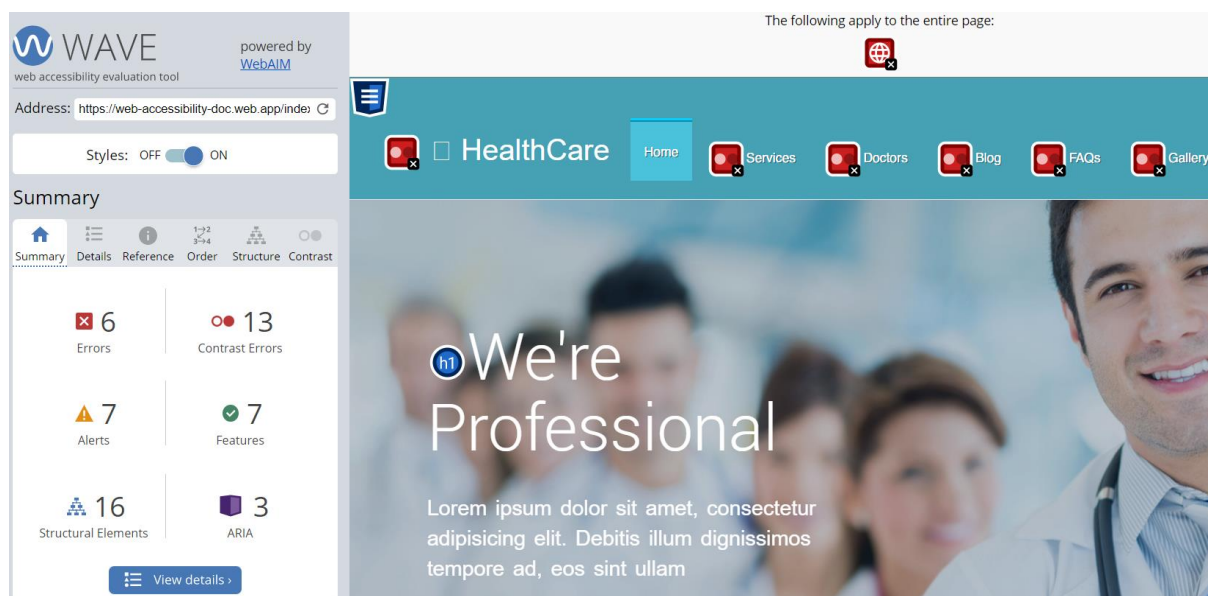 WAVE
web accessibility evaluation tool
powered by
WebAIM
Address: https://web-accessibility-doc.web.app/index
Styles: OFF ON
Summary
Summary Details Reference Order Structure Contrast
6
Errors
13
Contrast Errors
7
Alerts
7
Features
16
Structural Elements
3
ARIA
View details ›
The following apply to the entire page:
HealthCare Home Services Doctors Blog FAQs Gallery
h1 We're
Professional
Lorem ipsum dolor sit amet, consectetur
adipisicing elit. Debitis illum dignissimos
tempore ad, eos sint ullam